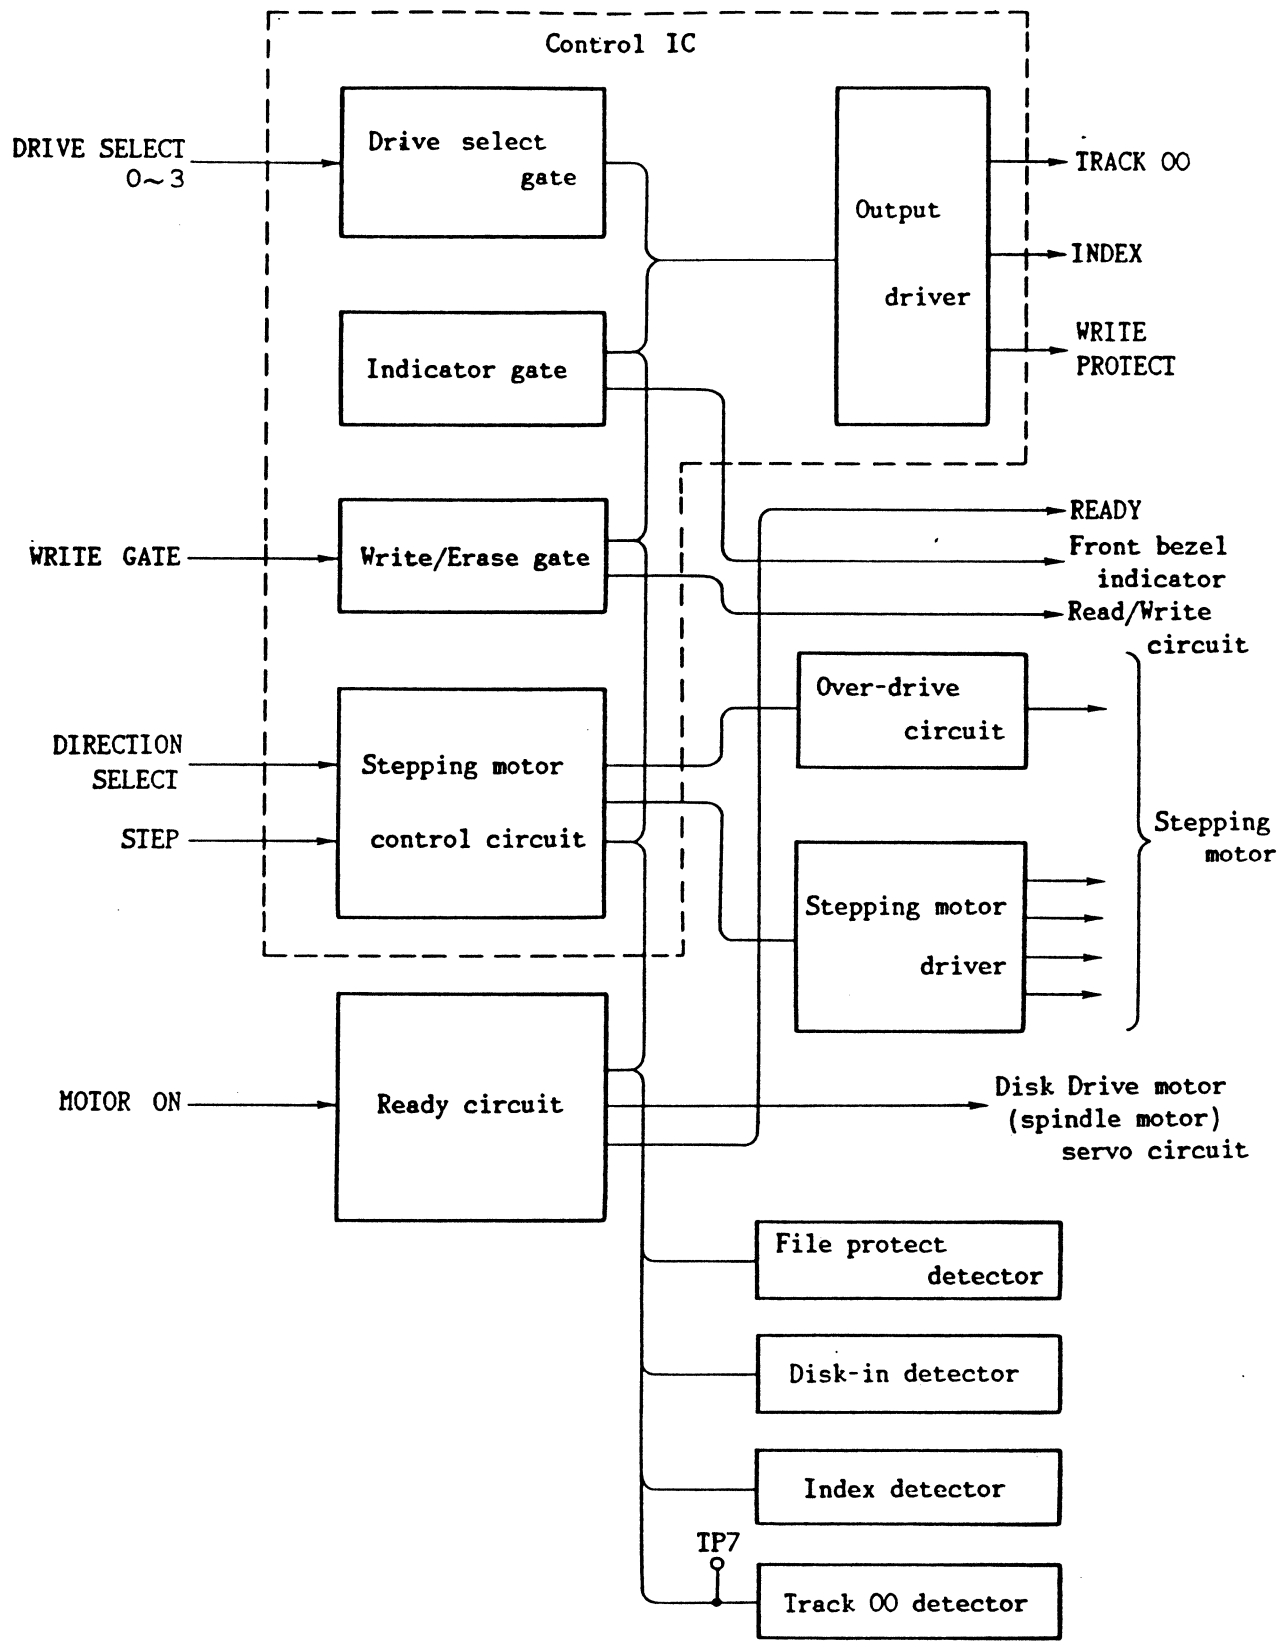 Control IC
DRIVE SELECT
0~3
Drive select
gate
Output
driver
TRACK 00
INDEX
WRITE
PROTECT
Indicator gate
WRITE GATE
Write/Erase gate
READY
Front bezel
indicator
Read/Write
circuit
DIRECTION
SELECT
STEP
Stepping motor
control circuit
Over-drive
circuit
Stepping motor
driver
Stepping
motor
MOTOR ON
Ready circuit
Disk Drive motor
(spindle motor)
servo circuit
File protect
detector
Disk-in detector
Index detector
TP7
Track 00 detector